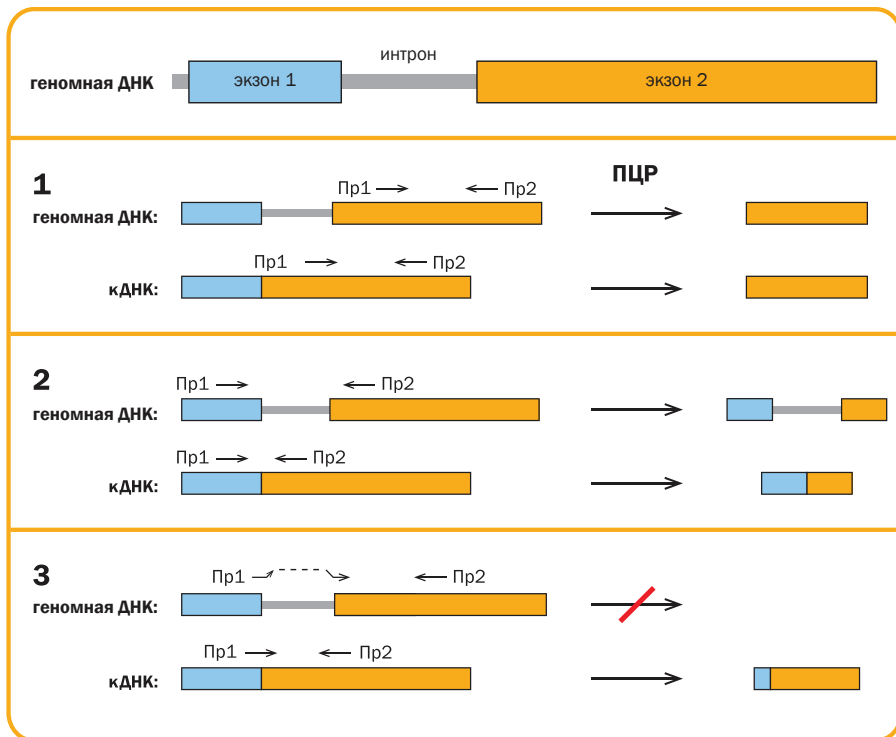 интрон
геномная ДНК экзон 1 экзон 2
1 ПЦР
Пр1 Пр2
геномная ДНК:
Пр1 Пр2
кДНК:
2
Пр1 Пр2
геномная ДНК:
Пр1 Пр2
кДНК:
3
Пр1 Пр2
геномная ДНК:
Пр1 Пр2
кДНК: